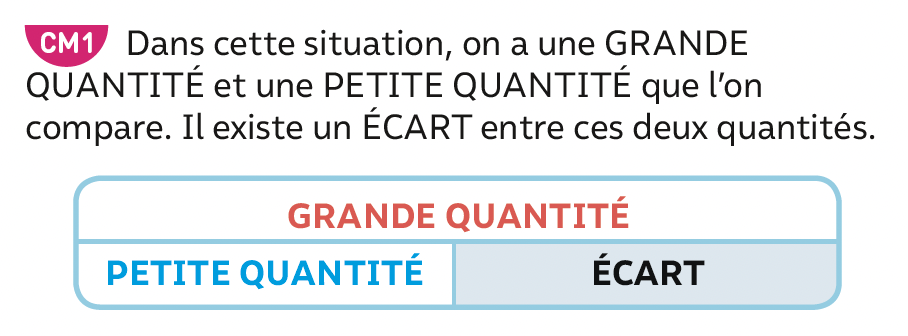 CM1 Dans cette situation, on a une GRANDE
QUANTITÉ et une PETITE QUANTITÉ que l’on
compare. Il existe un ÉCART entre ces deux quantités.
GRANDE QUANTITÉ
PETITE QUANTITÉ ÉCART